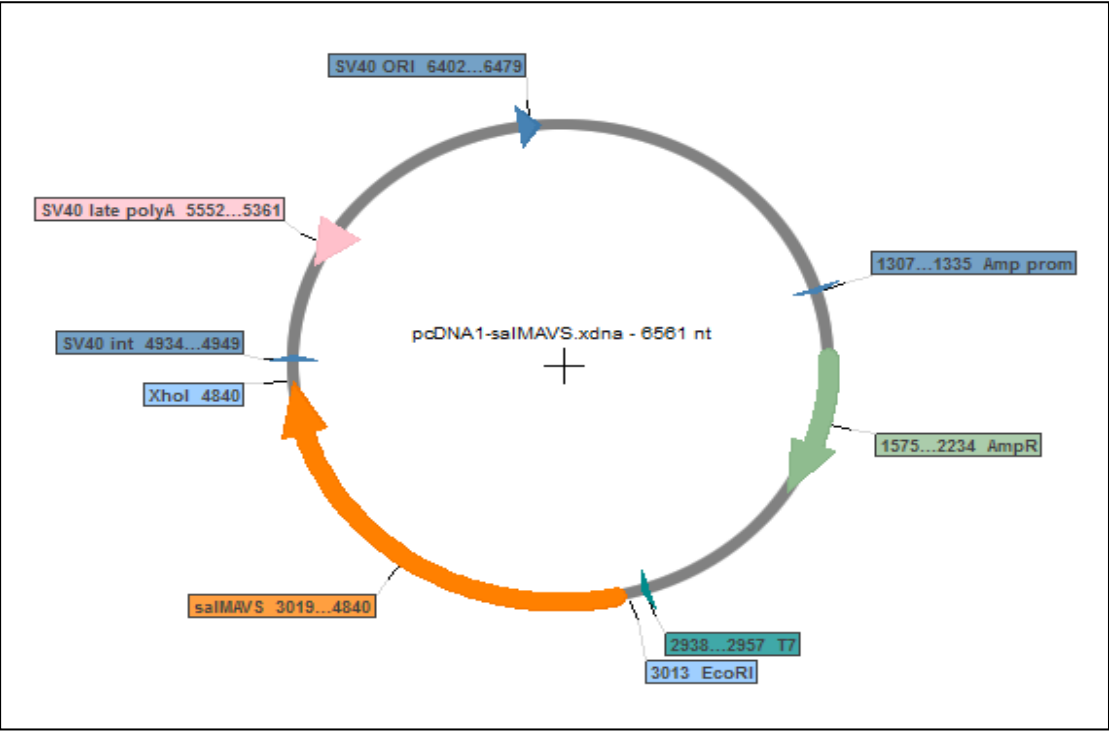 SV40 ORI 6402...6479
SV40 late polyA 5552...5361
1307...1335 Amp prom
pcDNA1-salMAVS.xdna - 6561 nt
SV40 int 4934...4949
XhoI 4840
1575...2234 AmpR
salMAVS 3019...4840
2938...2957 T7
3013 EcoRI